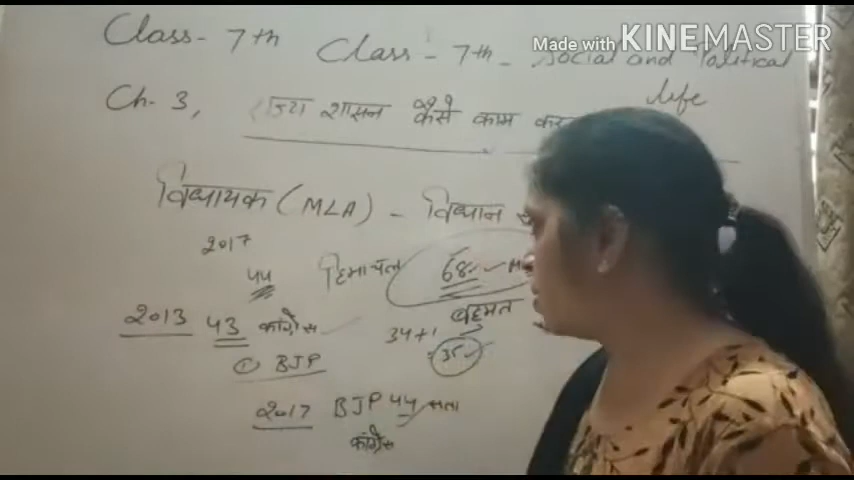 Class - 7th
Class - 7th - Social and Political life
Made with KINEMASTER
Ch. 3, राज्य शासन कैसे काम
विधायक (MLA) - विधान
2017
44
हिमाचल 68
बहुमत
2013 43 कांग्रेस
34+1
35
BJP
2017 BJP 44 सत्ता
कांग्रेस